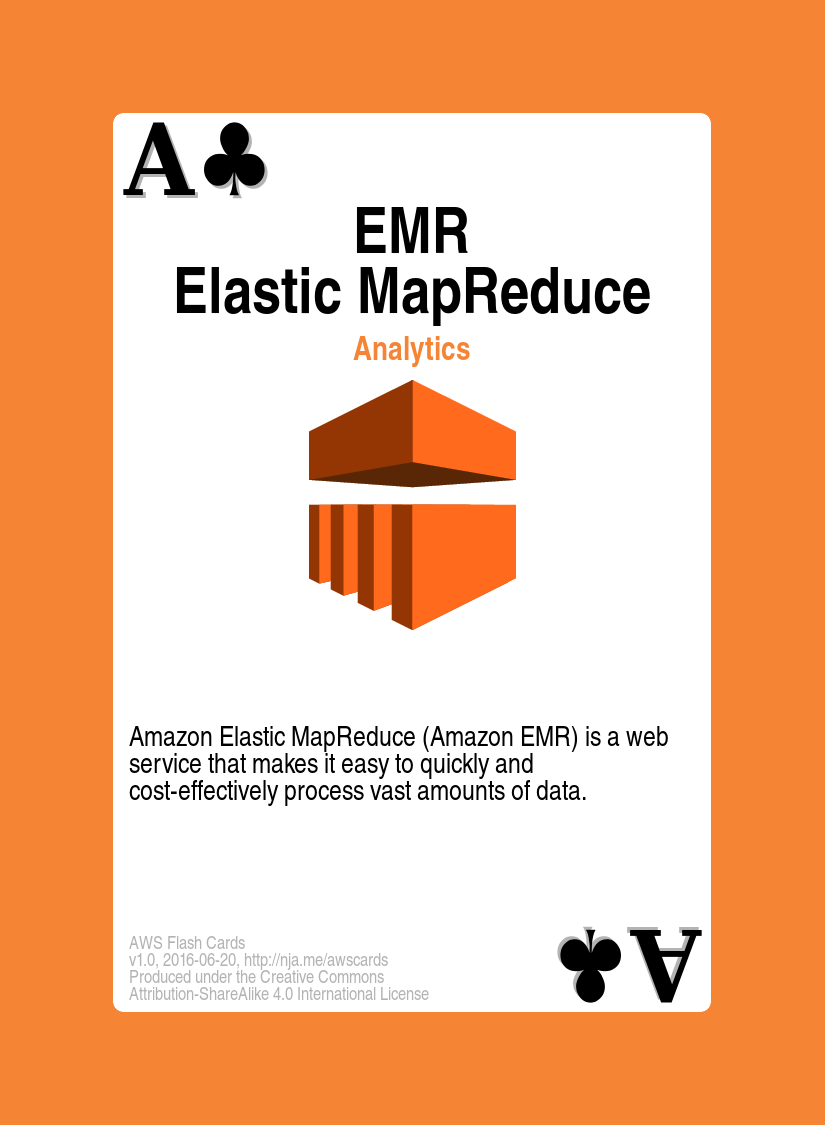 A♣
EMR
Elastic MapReduce
Analytics
Amazon Elastic MapReduce (Amazon EMR) is a web
service that makes it easy to quickly and
cost-effectively process vast amounts of data.
AWS Flash Cards
v1.0, 2016-06-20, http://nja.me/awscards
Produced under the Creative Commons
Attribution-ShareAlike 4.0 International License
A♣